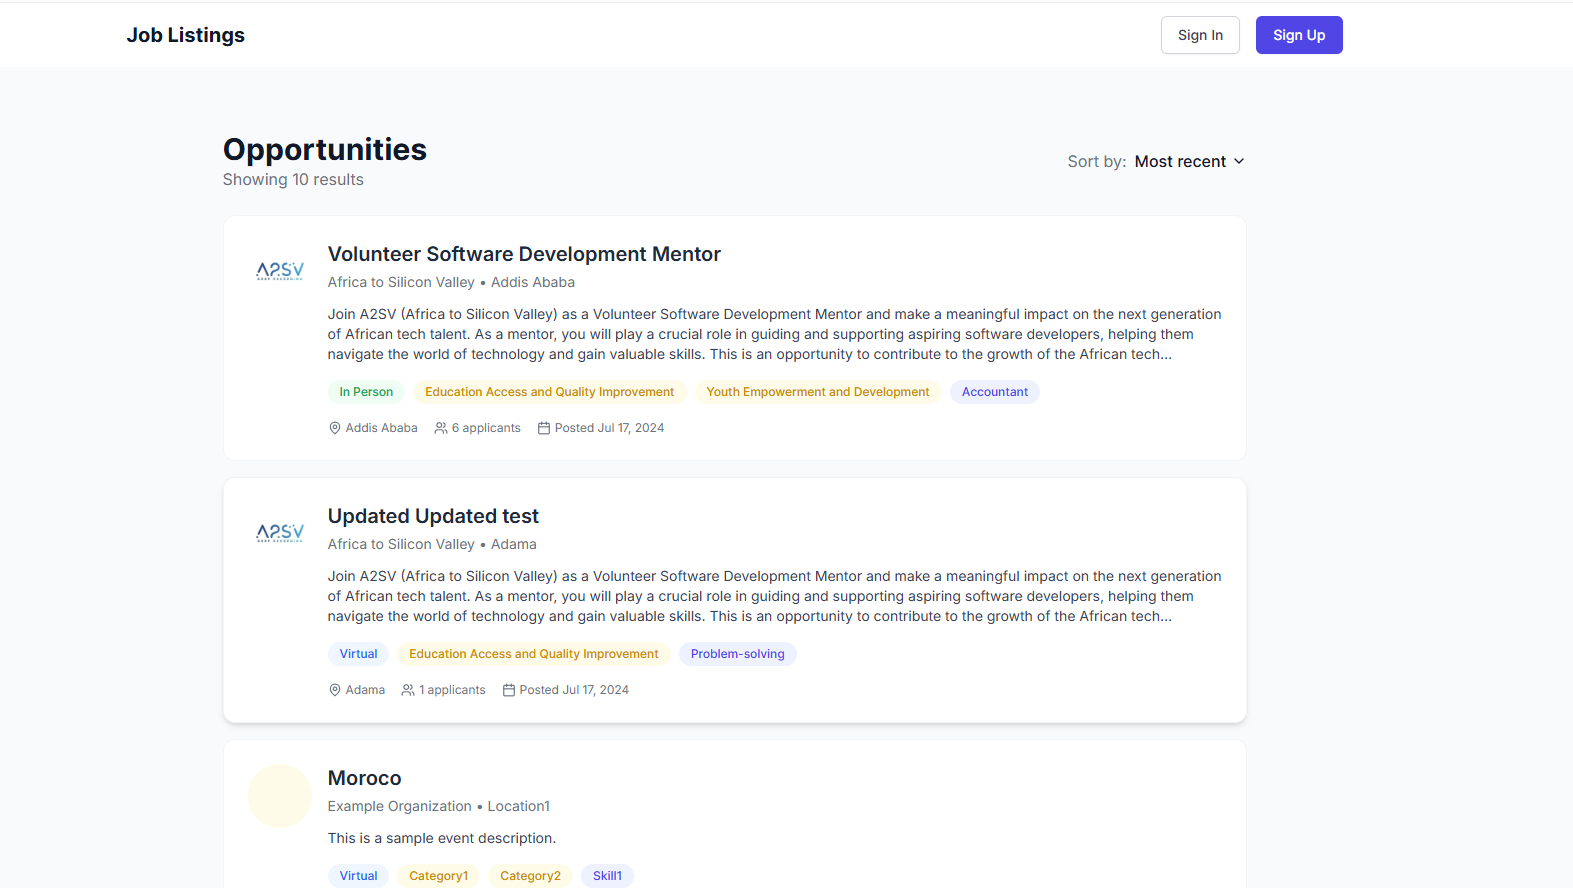 Job Listings
Sign In
Sign Up
Opportunities
Showing 10 results
Sort by: Most recent
A2SV
Volunteer Software Development Mentor
Africa to Silicon Valley • Addis Ababa
Join A2SV (Africa to Silicon Valley) as a Volunteer Software Development Mentor and make a meaningful impact on the next generation
of African tech talent. As a mentor, you will play a crucial role in guiding and supporting aspiring software developers, helping them
navigate the world of technology and gain valuable skills. This is an opportunity to contribute to the growth of the African tech...
In Person
Education Access and Quality Improvement
Youth Empowerment and Development
Accountant
Addis Ababa
6 applicants
Posted Jul 17, 2024
A2SV
Updated Updated test
Africa to Silicon Valley • Adama
Join A2SV (Africa to Silicon Valley) as a Volunteer Software Development Mentor and make a meaningful impact on the next generation
of African tech talent. As a mentor, you will play a crucial role in guiding and supporting aspiring software developers, helping them
navigate the world of technology and gain valuable skills. This is an opportunity to contribute to the growth of the African tech...
Virtual
Education Access and Quality Improvement
Problem-solving
Adama
1 applicants
Posted Jul 17, 2024
Moroco
Example Organization • Location1
This is a sample event description.
Virtual
Category1
Category2
Skill1